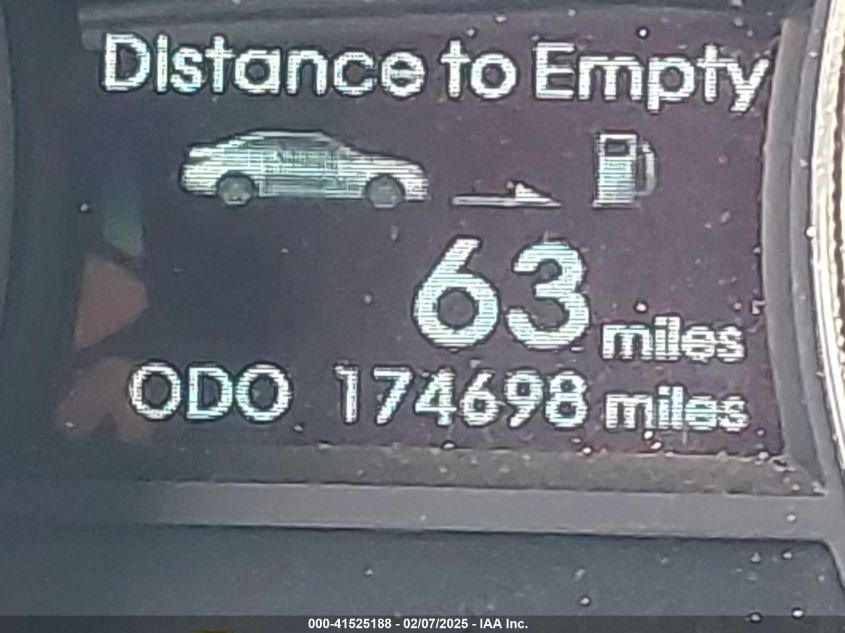 Distance to Empty
63 miles
ODO 174698 miles
000-41525188 - 02/07/2025 - IAA Inc.